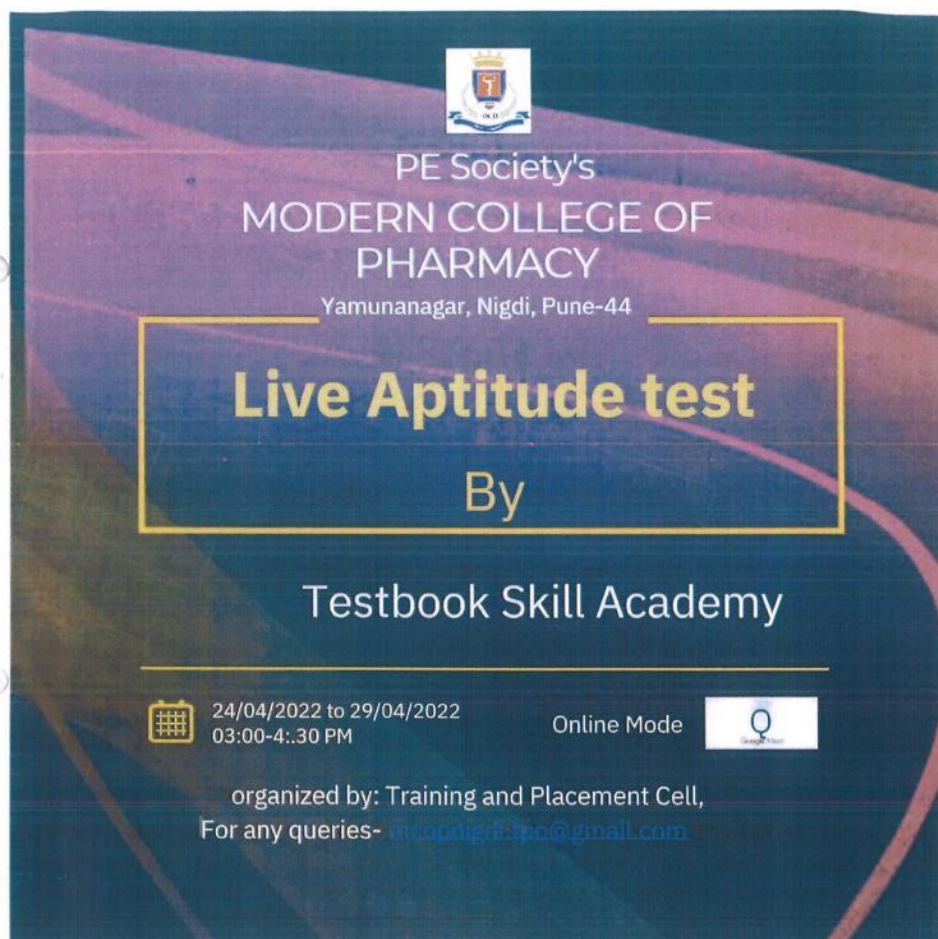 PE Society's
MODERN COLLEGE OF
PHARMACY
Yamunanagar, Nigdi, Pune-44
Live Aptitude test
By
Testbook Skill Academy
24/04/2022 to 29/04/2022
03:00-4:.30 PM
Online Mode
Q
organized by: Training and Placement Cell,
For any queries-